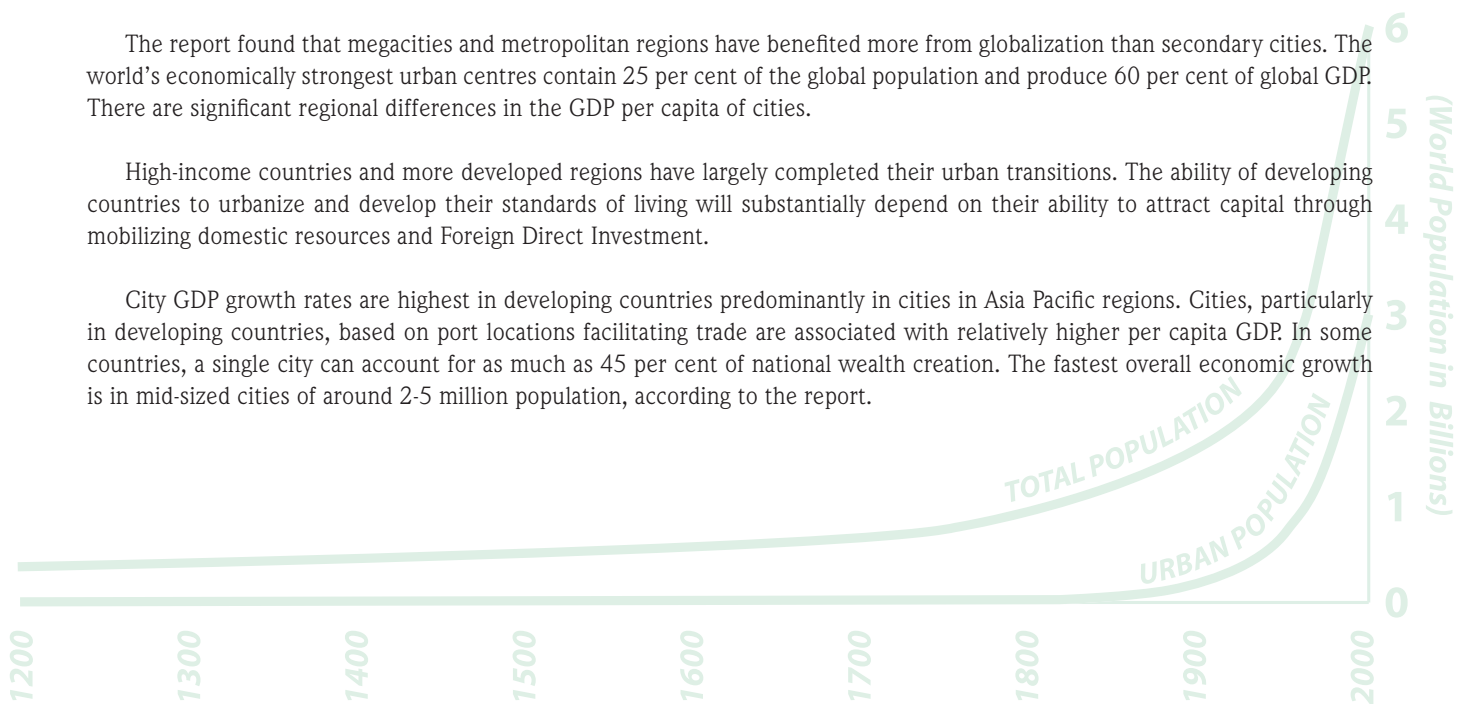 The report found that megacities and metropolitan regions have benefited more from globalization than secondary cities. The
world’s economically strongest urban centres contain 25 per cent of the global population and produce 60 per cent of global GDP.
There are significant regional differences in the GDP per capita of cities.
High-income countries and more developed regions have largely completed their urban transitions. The ability of developing
countries to urbanize and develop their standards of living will substantially depend on their ability to attract capital through
mobilizing domestic resources and Foreign Direct Investment.
City GDP growth rates are highest in developing countries predominantly in cities in Asia Pacific regions. Cities, particularly
in developing countries, based on port locations facilitating trade are associated with relatively higher per capita GDP. In some
countries, a single city can account for as much as 45 per cent of national wealth creation. The fastest overall economic growth
is in mid-sized cities of around 2-5 million population, according to the report.
TOTAL POPULATION
URBAN POPULATION
6
5
4
3
2
1
0
(World Population in Billions)
1200
1300
1400
1500
1600
1700
1800
1900
2000